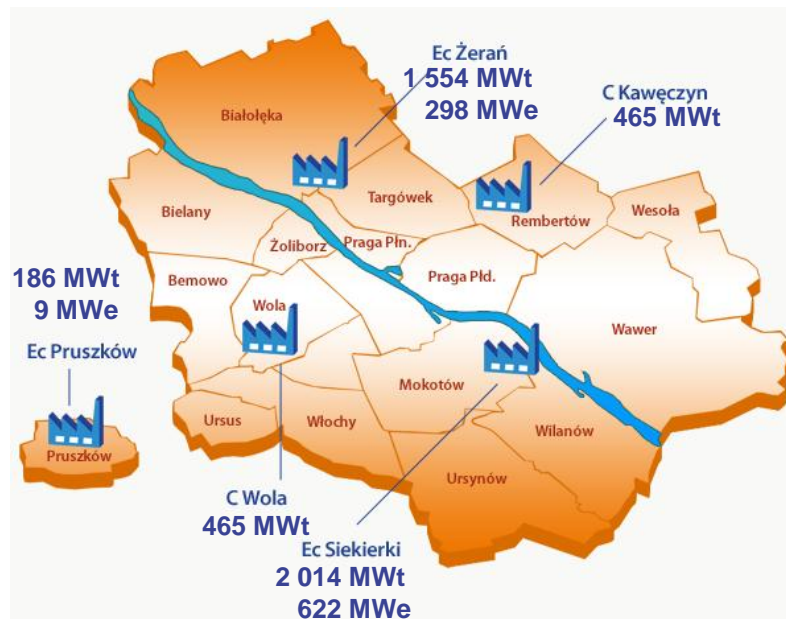 Ec Żerań
1 554 MWt
298 MWe
C Kawęczyn
465 MWt
Białołęka
Targówek
Rembertów
Wesoła
Bielany
Żoliborz
Praga Płn.
Praga Płd.
Bemowo
186 MWt
9 MWe
Ec Pruszków
Wola
Wawer
Mokotów
Ursus
Włochy
Wilanów
Pruszków
Ursynów
C Wola
465 MWt
Ec Siekierki
2 014 MWt
622 MWe